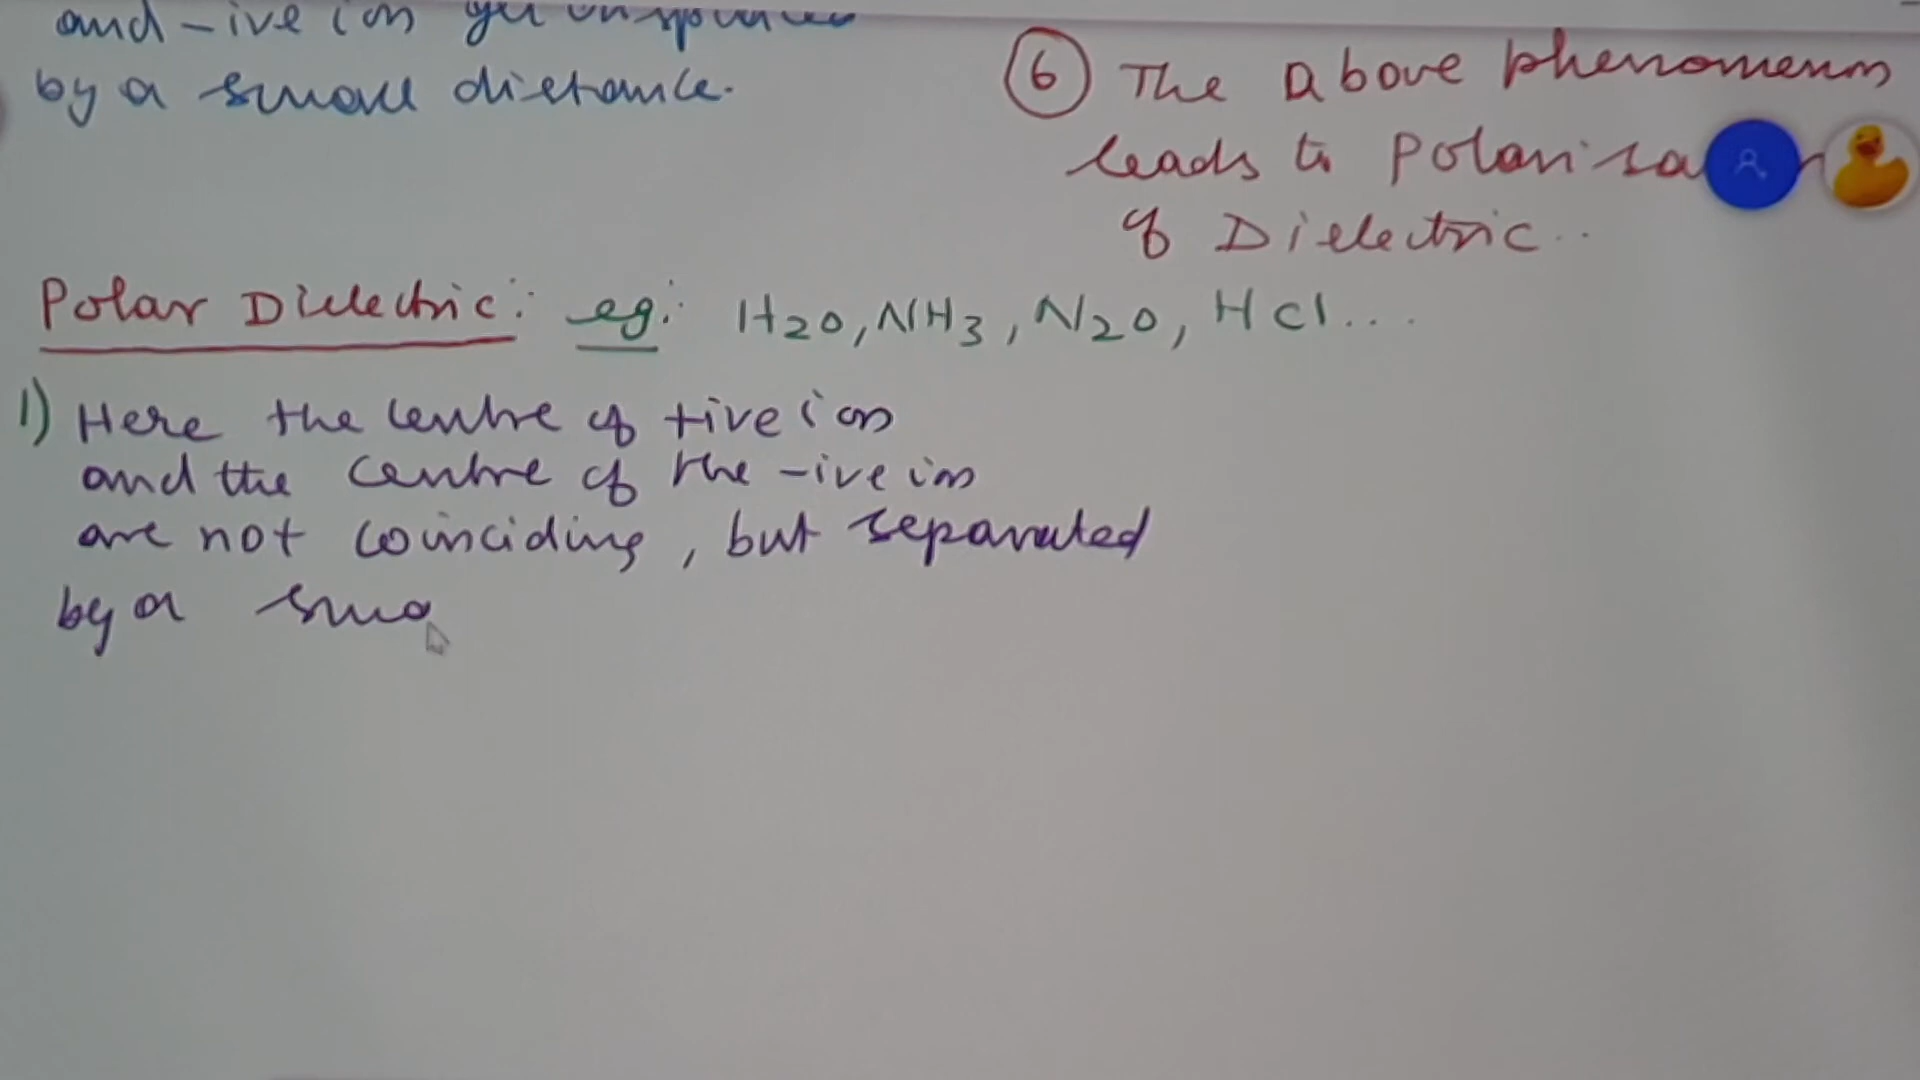 and -ive ion get
by a small distance.
⑥ The above phenomenon
leads to Polarisa
of Dielectric..
Polar Dielectric: eg: H2O, NH3, N2O, HCl...
1) Here the centre of +ive ion
and the centre of the -ive ion
are not coinciding, but separated
by a sma